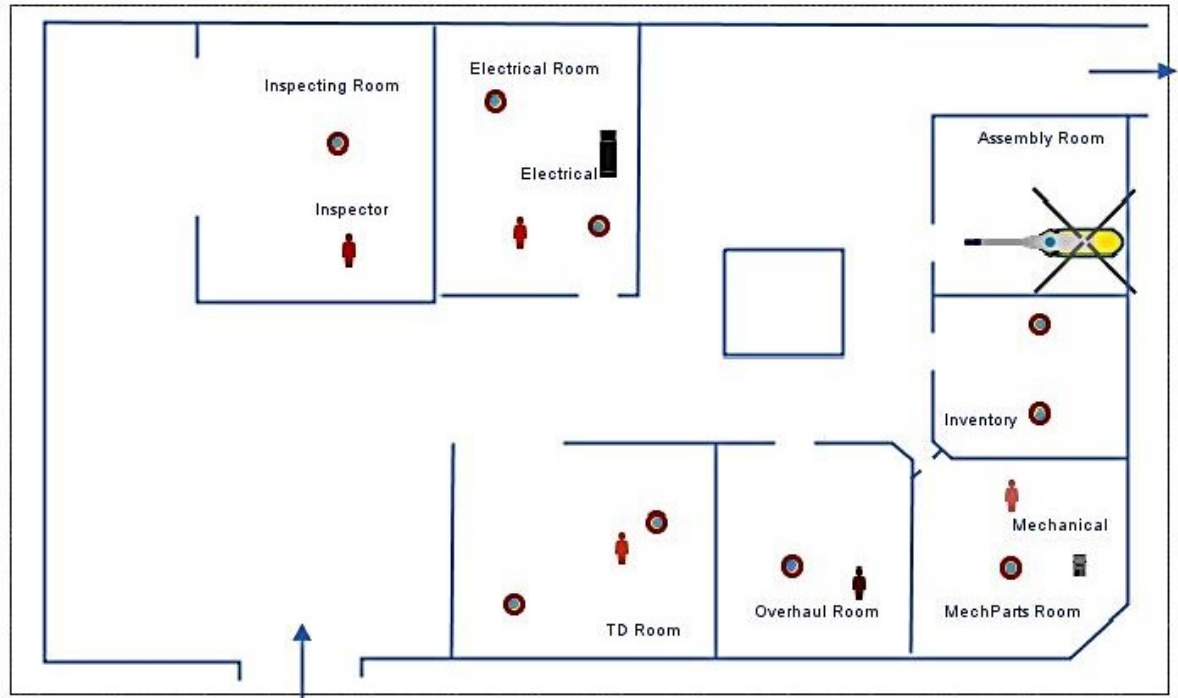 Electrical Room
Inspecting Room
Assembly Room
Electrical
Inspector
Inventory
Mechanical
Overhaul Room
MechParts Room
TD Room